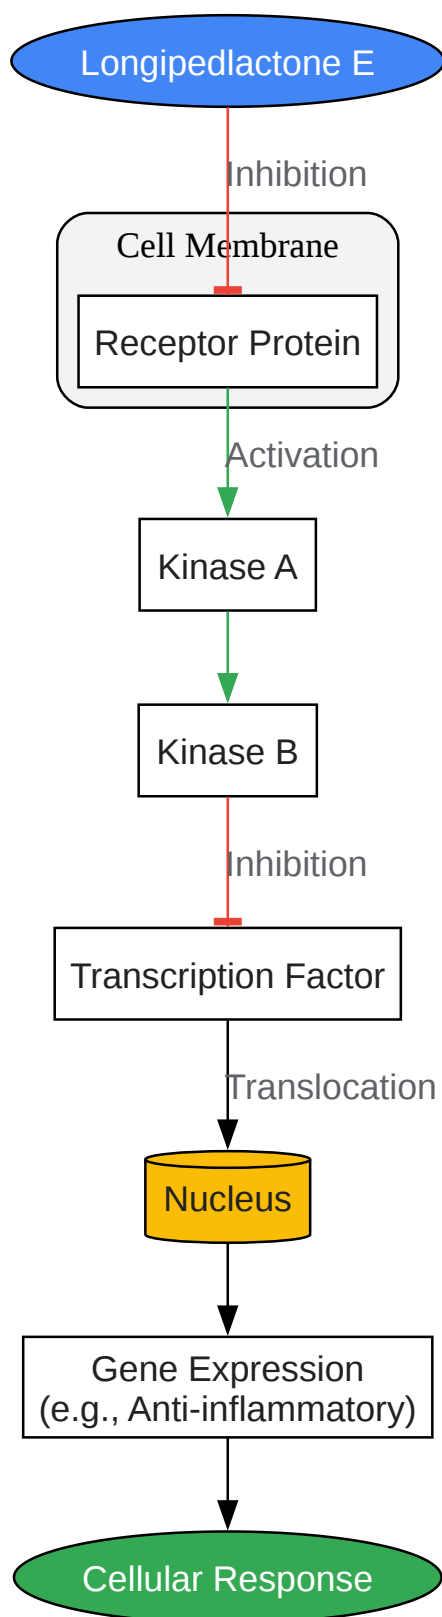 Longipedlactone E
Inhibition
Cell Membrane
Receptor Protein
Activation
Kinase A
Kinase B
Inhibition
Transcription Factor
Translocation
Nucleus
Gene Expression
(e.g., Anti-inflammatory)
Cellular Response